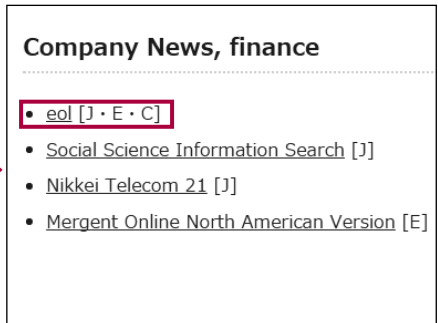 Company News, finance
• eol [J・E・C]
• Social Science Information Search [J]
• Nikkei Telecom 21 [J]
• Mergent Online North American Version [E]